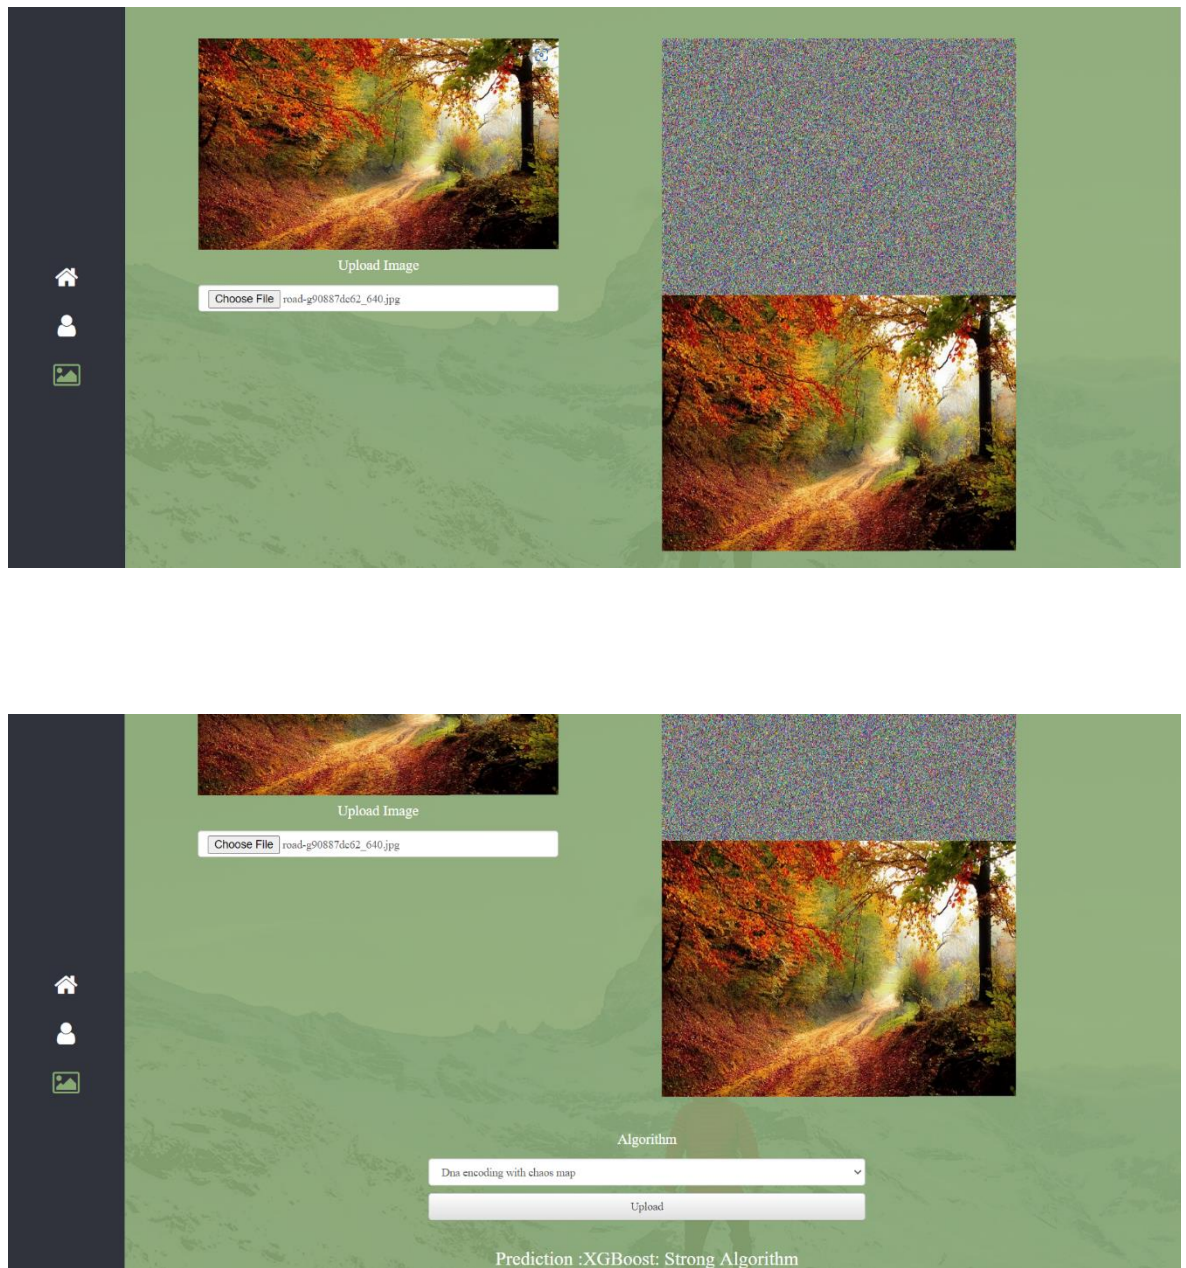 Upload Image
Choose File road-g90887dc62_640.jpg
Upload Image
Choose File road-g90887dc62_640.jpg
Algorithm
Dna encoding with chaos map
Upload
Prediction :XGBoost: Strong Algorithm